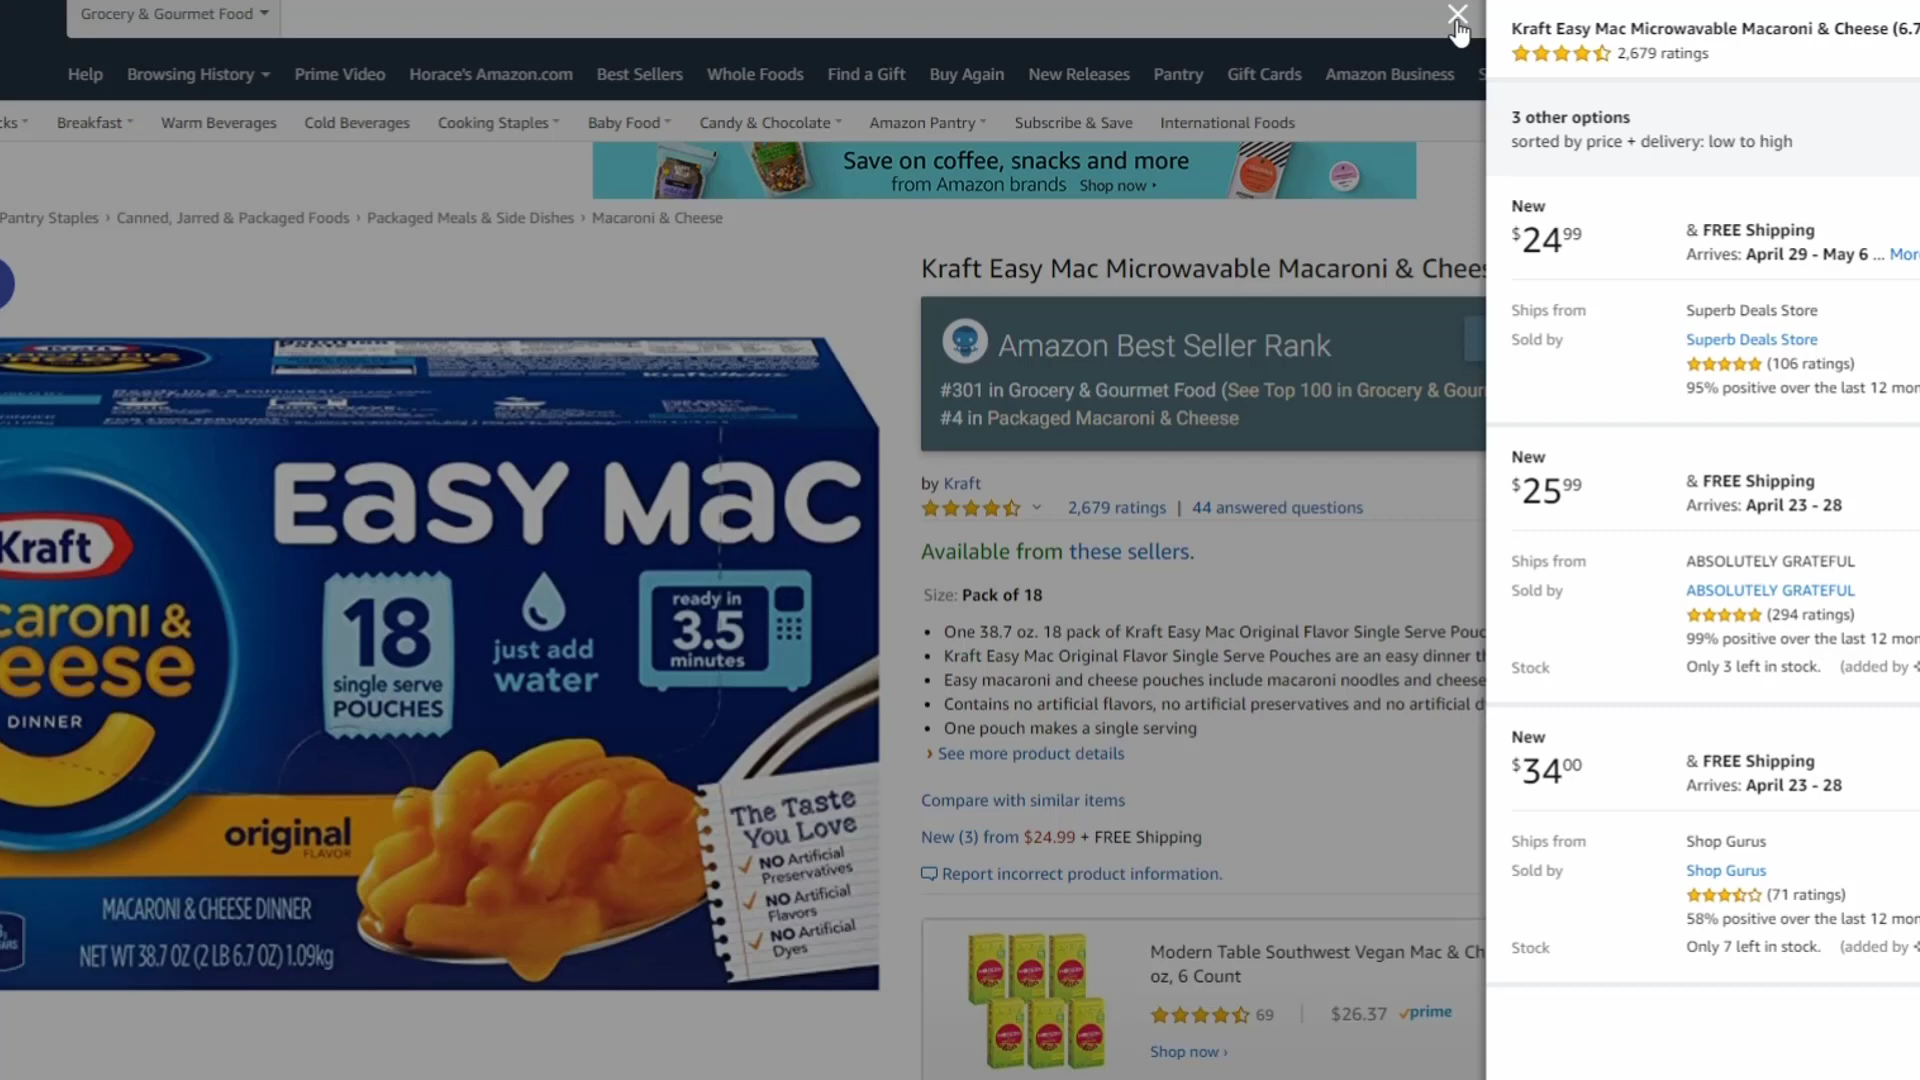 Grocery & Gourmet Food
Help Browsing History Prime Video Horace's Amazon.com Best Sellers Whole Foods Find a Gift Buy Again New Releases Pantry Gift Cards Amazon Business S
cks Breakfast Warm Beverages Cold Beverages Cooking Staples Baby Food Candy & Chocolate Amazon Pantry Subscribe & Save International Foods
Save on coffee, snacks and more
from Amazon brands Shop now ›
Pantry Staples › Canned, Jarred & Packaged Foods › Packaged Meals & Side Dishes › Macaroni & Cheese
EASY MAC
Kraft
caroni &
eese
DINNER
18
single serve
POUCHES
just add
water
ready in
3.5
minutes
original
FLAVOR
The Taste
You Love
NO Artificial
Preservatives
NO Artificial
Flavors
NO Artificial
Dyes
MACARONI & CHEESE DINNER
NET WT 38.7 OZ (2 LB 6.7 OZ) 1.09kg
Kraft Easy Mac Microwavable Macaroni & Chees
Amazon Best Seller Rank
#301 in Grocery & Gourmet Food (See Top 100 in Grocery & Gour
#4 in Packaged Macaroni & Cheese
by Kraft
2,679 ratings | 44 answered questions
Available from these sellers.
Size: Pack of 18
• One 38.7 oz. 18 pack of Kraft Easy Mac Original Flavor Single Serve Pouc
• Kraft Easy Mac Original Flavor Single Serve Pouches are an easy dinner th
• Easy macaroni and cheese pouches include macaroni noodles and cheese
• Contains no artificial flavors, no artificial preservatives and no artificial d
• One pouch makes a single serving
› See more product details
Compare with similar items
New (3) from $24.99 + FREE Shipping
Report incorrect product information.
Modern Table Southwest Vegan Mac & Ch
oz, 6 Count
69 | $26.37 prime
Shop now ›
Kraft Easy Mac Microwavable Macaroni & Cheese (6.7
2,679 ratings
3 other options
sorted by price + delivery: low to high
New
$24.99 & FREE Shipping
Arrives: April 29 - May 6 ... More
Ships from Superb Deals Store
Sold by Superb Deals Store
(106 ratings)
95% positive over the last 12 mon
New
$25.99 & FREE Shipping
Arrives: April 23 - 28
Ships from ABSOLUTELY GRATEFUL
Sold by ABSOLUTELY GRATEFUL
(294 ratings)
99% positive over the last 12 mon
Stock Only 3 left in stock. (added by
New
$34.00 & FREE Shipping
Arrives: April 23 - 28
Ships from Shop Gurus
Sold by Shop Gurus
(71 ratings)
58% positive over the last 12 mon
Stock Only 7 left in stock. (added by